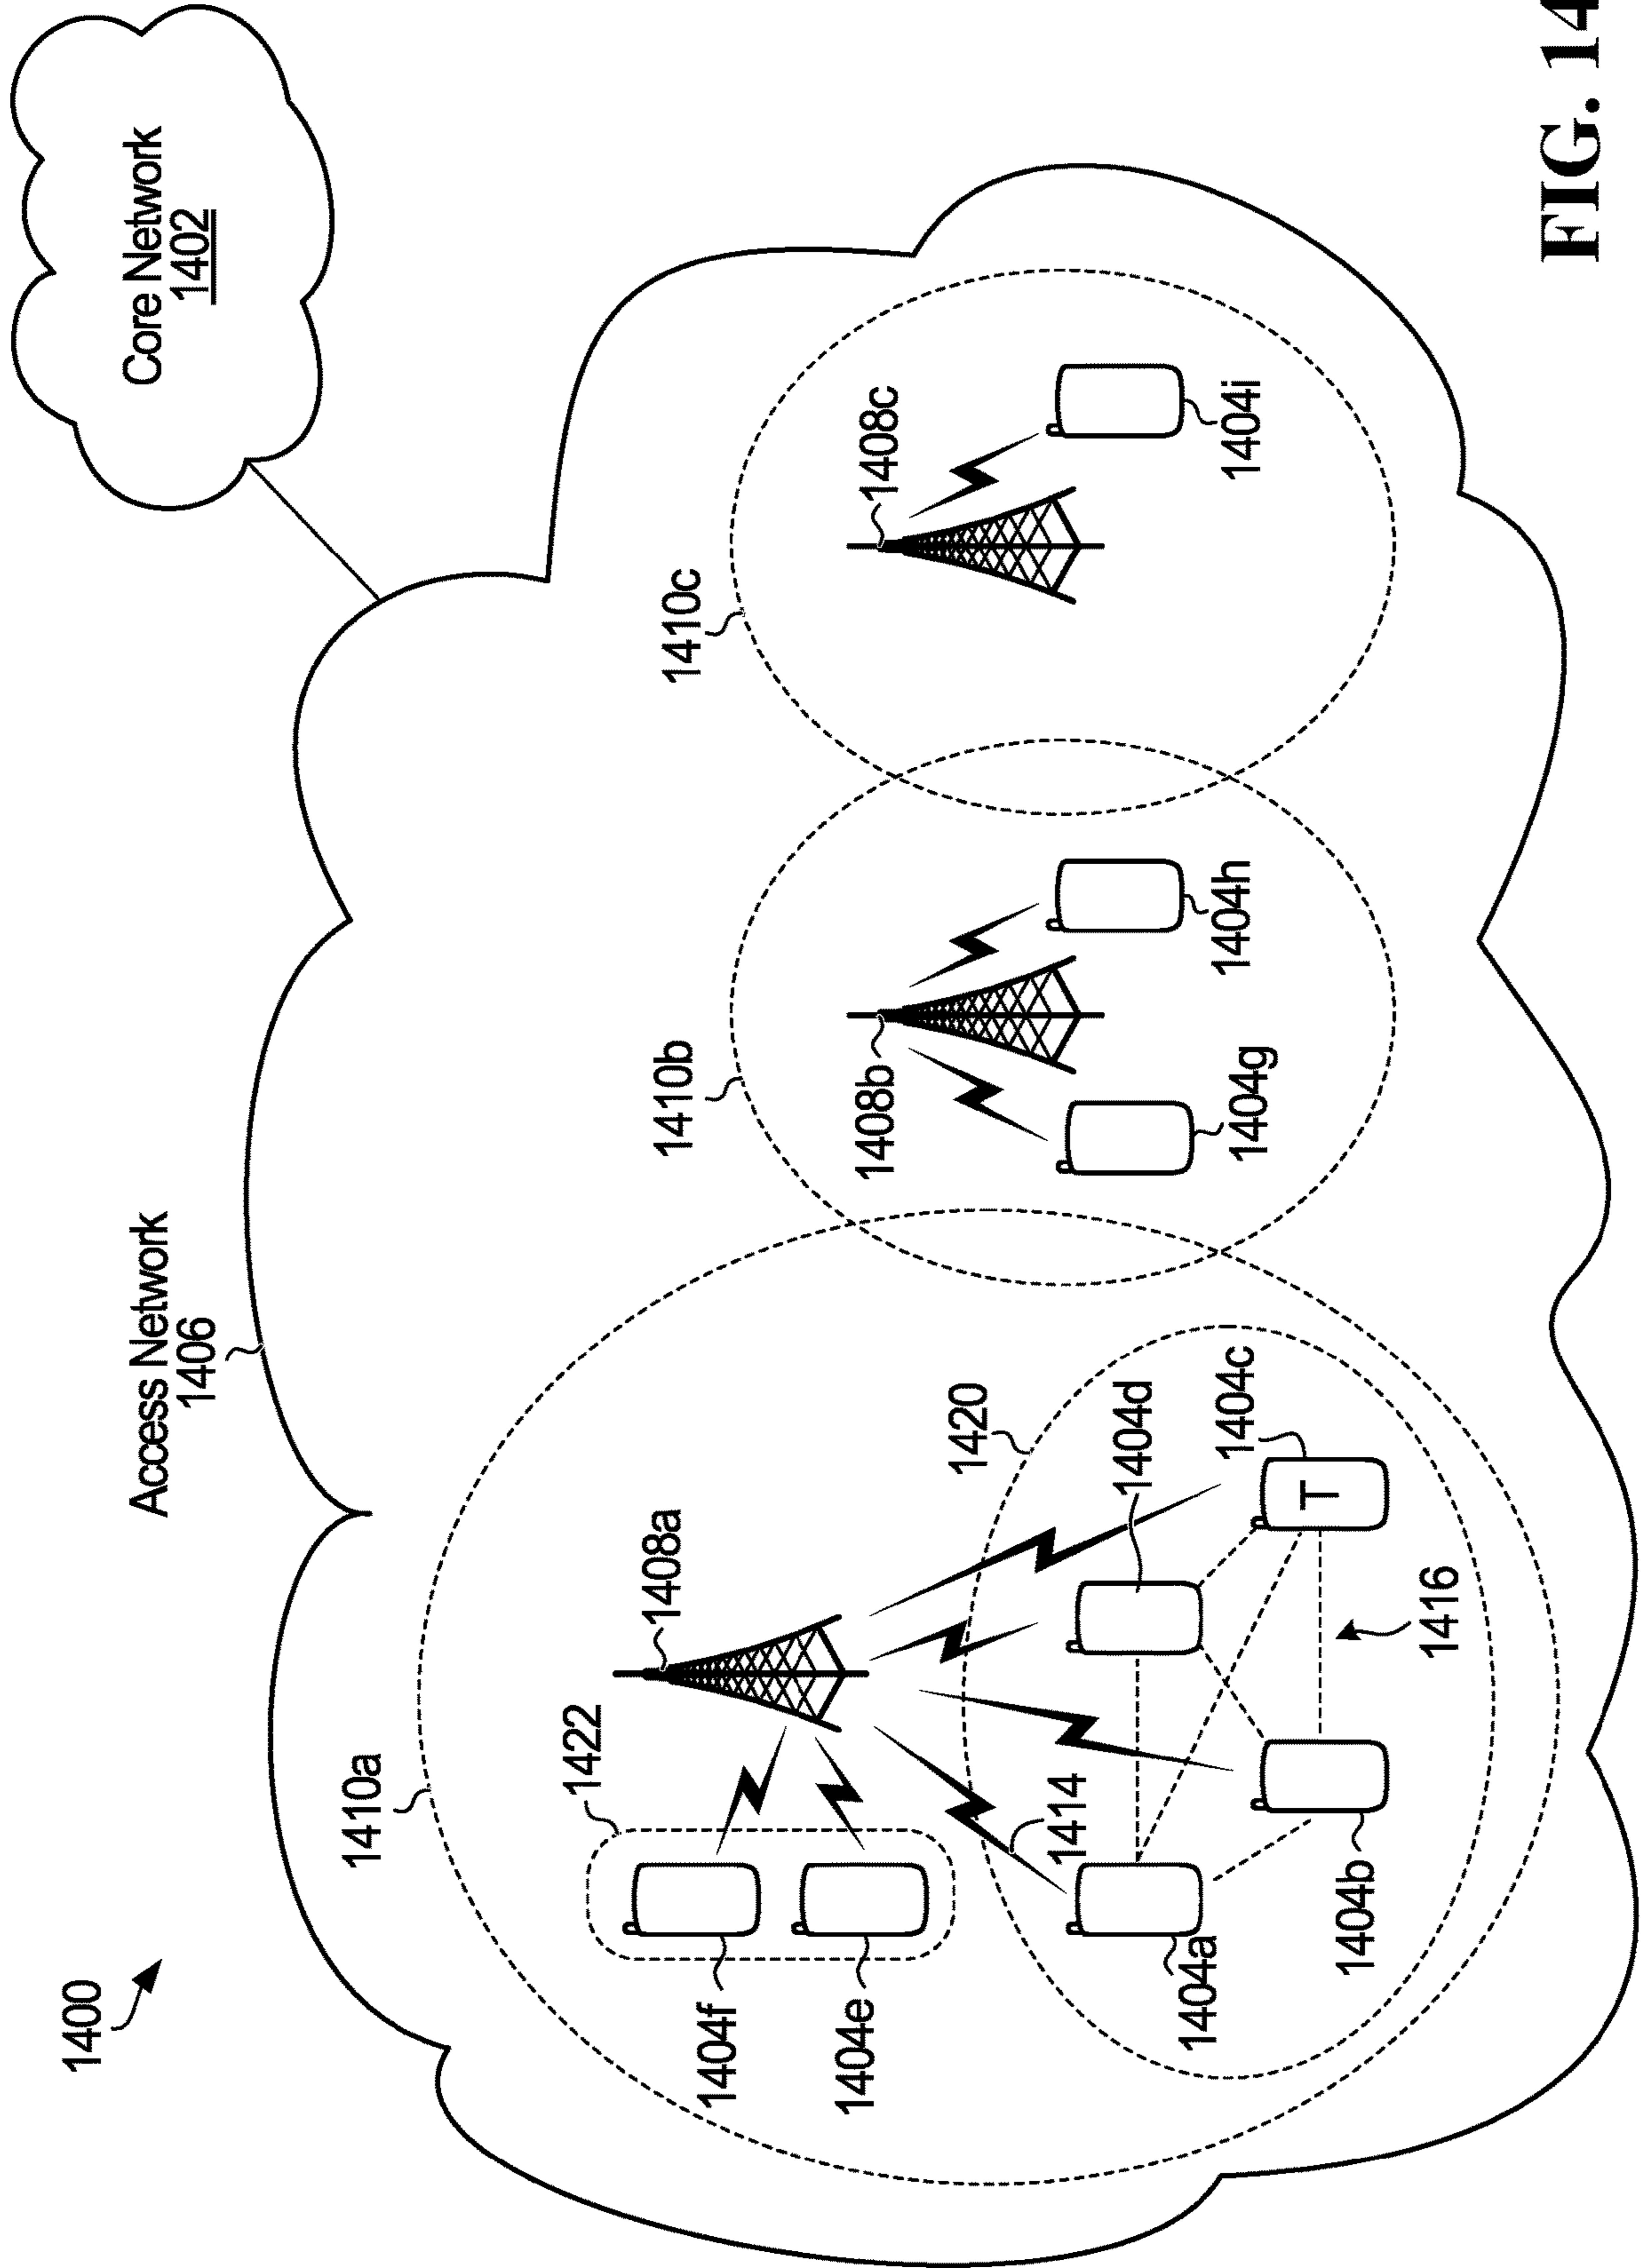 1400
Access Network
1406
Core Network
1402
1410a
1410b
1410c
1408a
1422
1408b
1408c
1404f
1404e
1420
1404d
1404c
1414
1404a
1404b
1416
T
1404g
1404h
1404i
FIG. 14